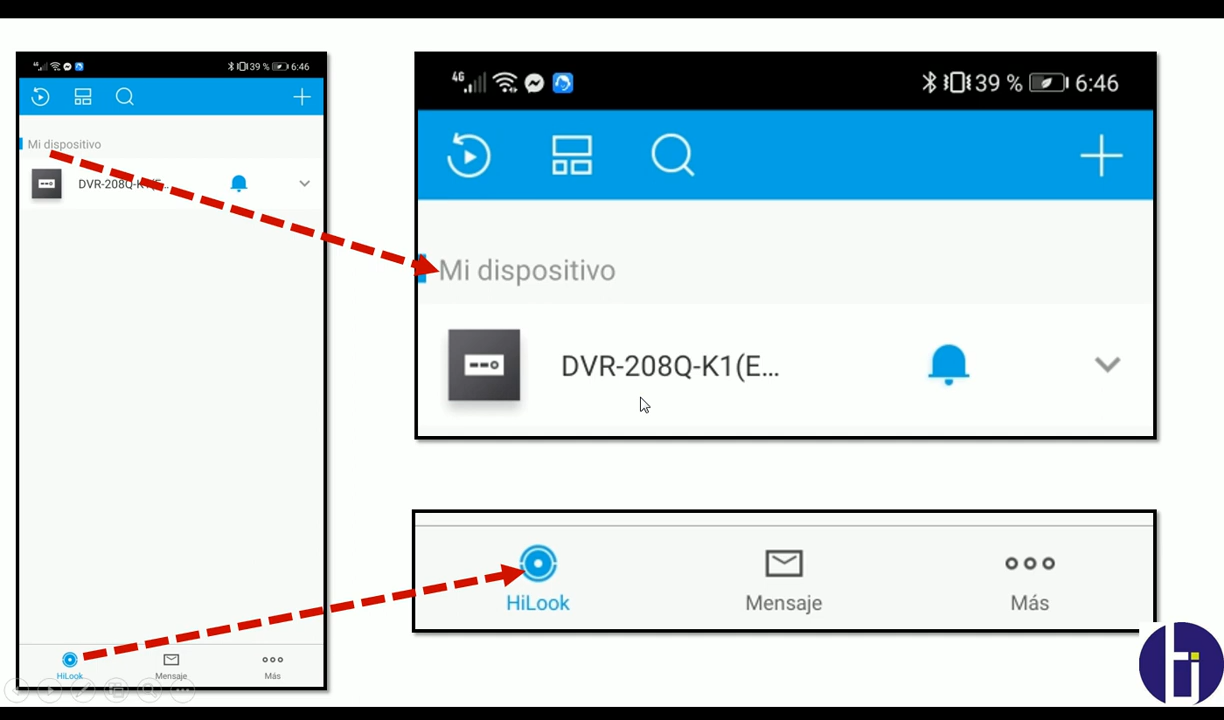 39 % 6:46
Mi dispositivo
DVR-208Q-K1(E...
HiLook
Mensaje
Más
4G 39 % 6:46
Mi dispositivo
DVR-208Q-K1(E...
HiLook
Mensaje
Más